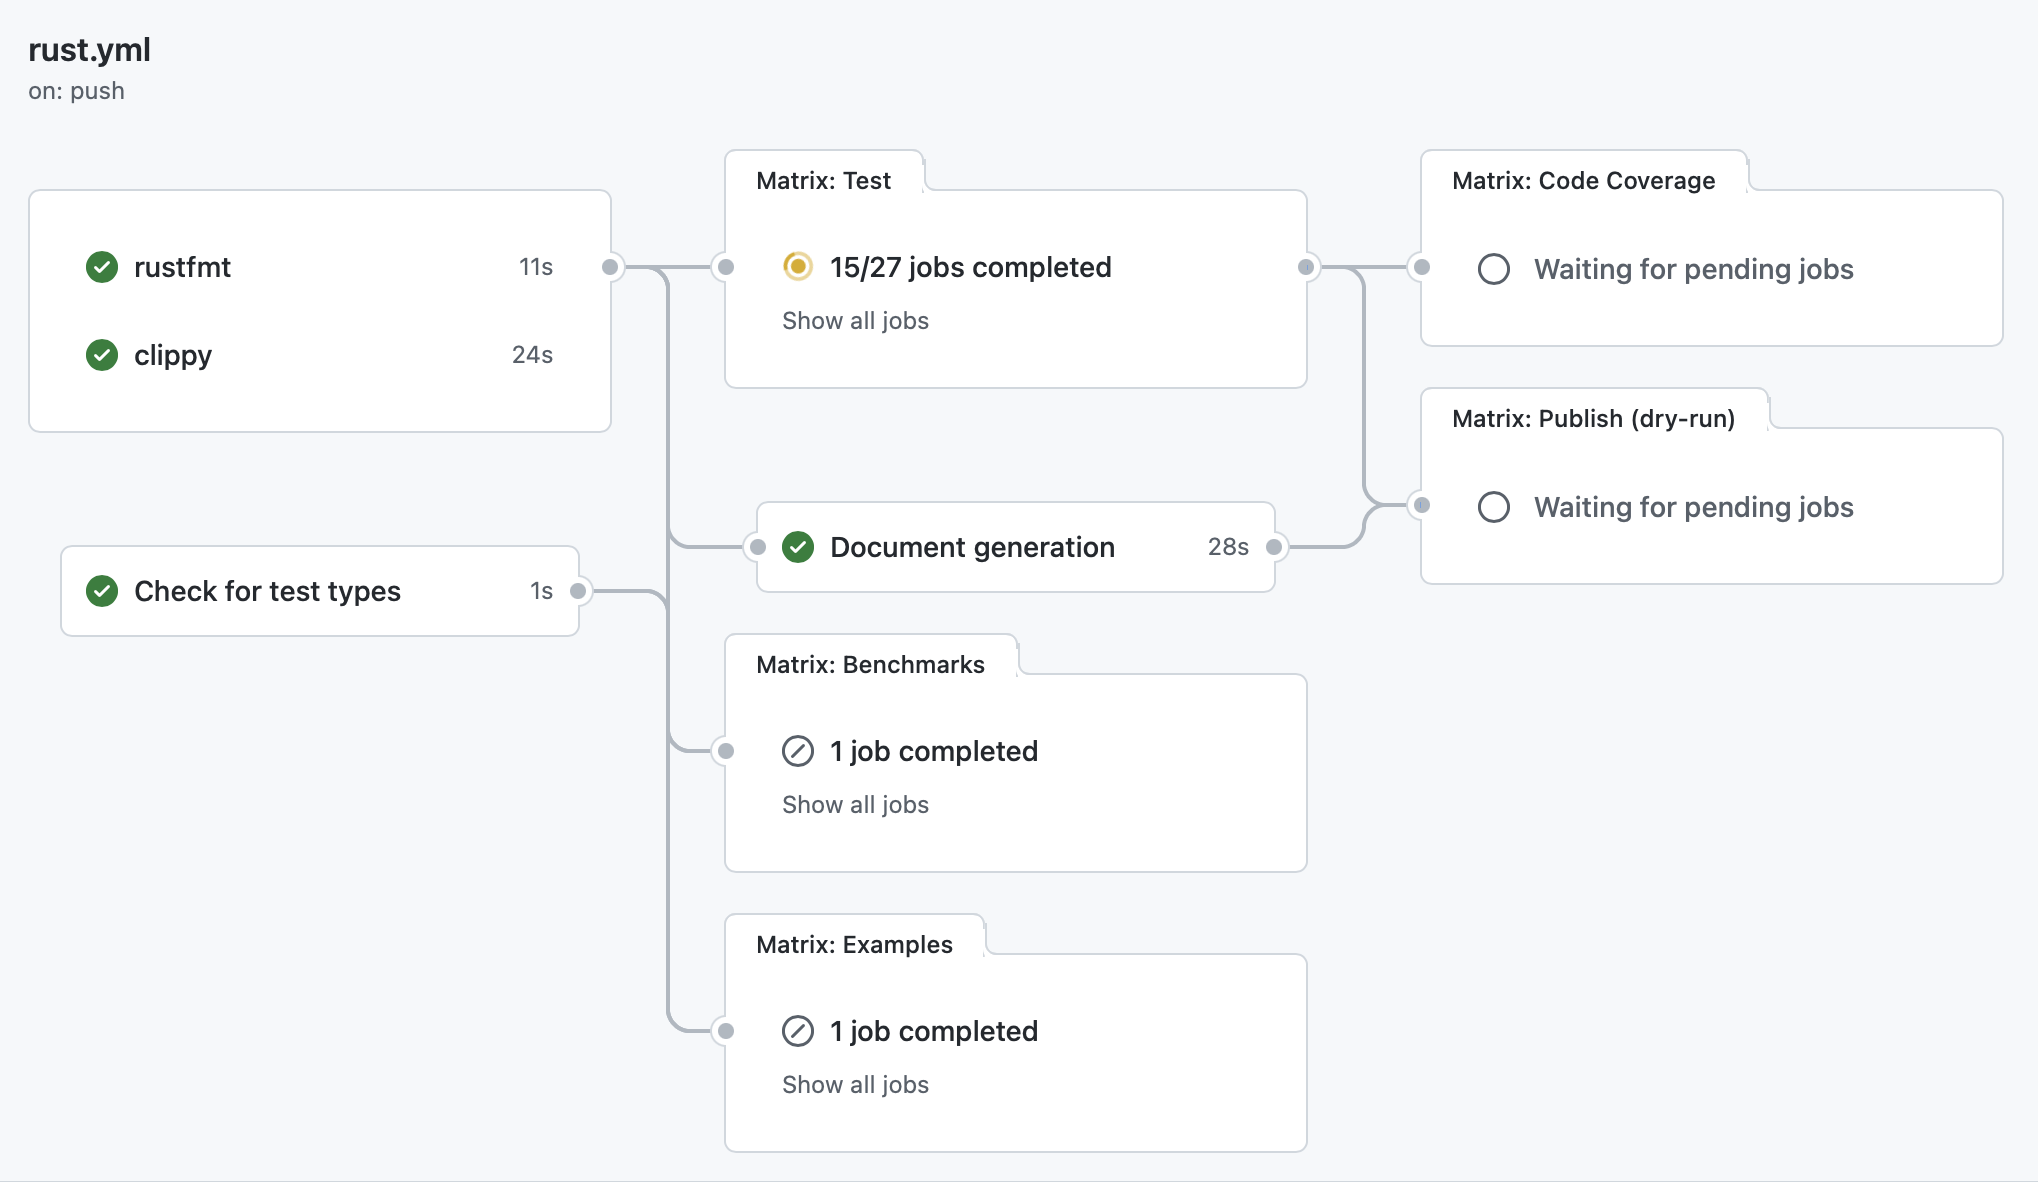 rust.yml
on: push
rustfmt 11s
clippy 24s
Check for test types 1s
Matrix: Test
15/27 jobs completed
Show all jobs
Document generation 28s
Matrix: Benchmarks
1 job completed
Show all jobs
Matrix: Examples
1 job completed
Show all jobs
Matrix: Code Coverage
Waiting for pending jobs
Matrix: Publish (dry-run)
Waiting for pending jobs